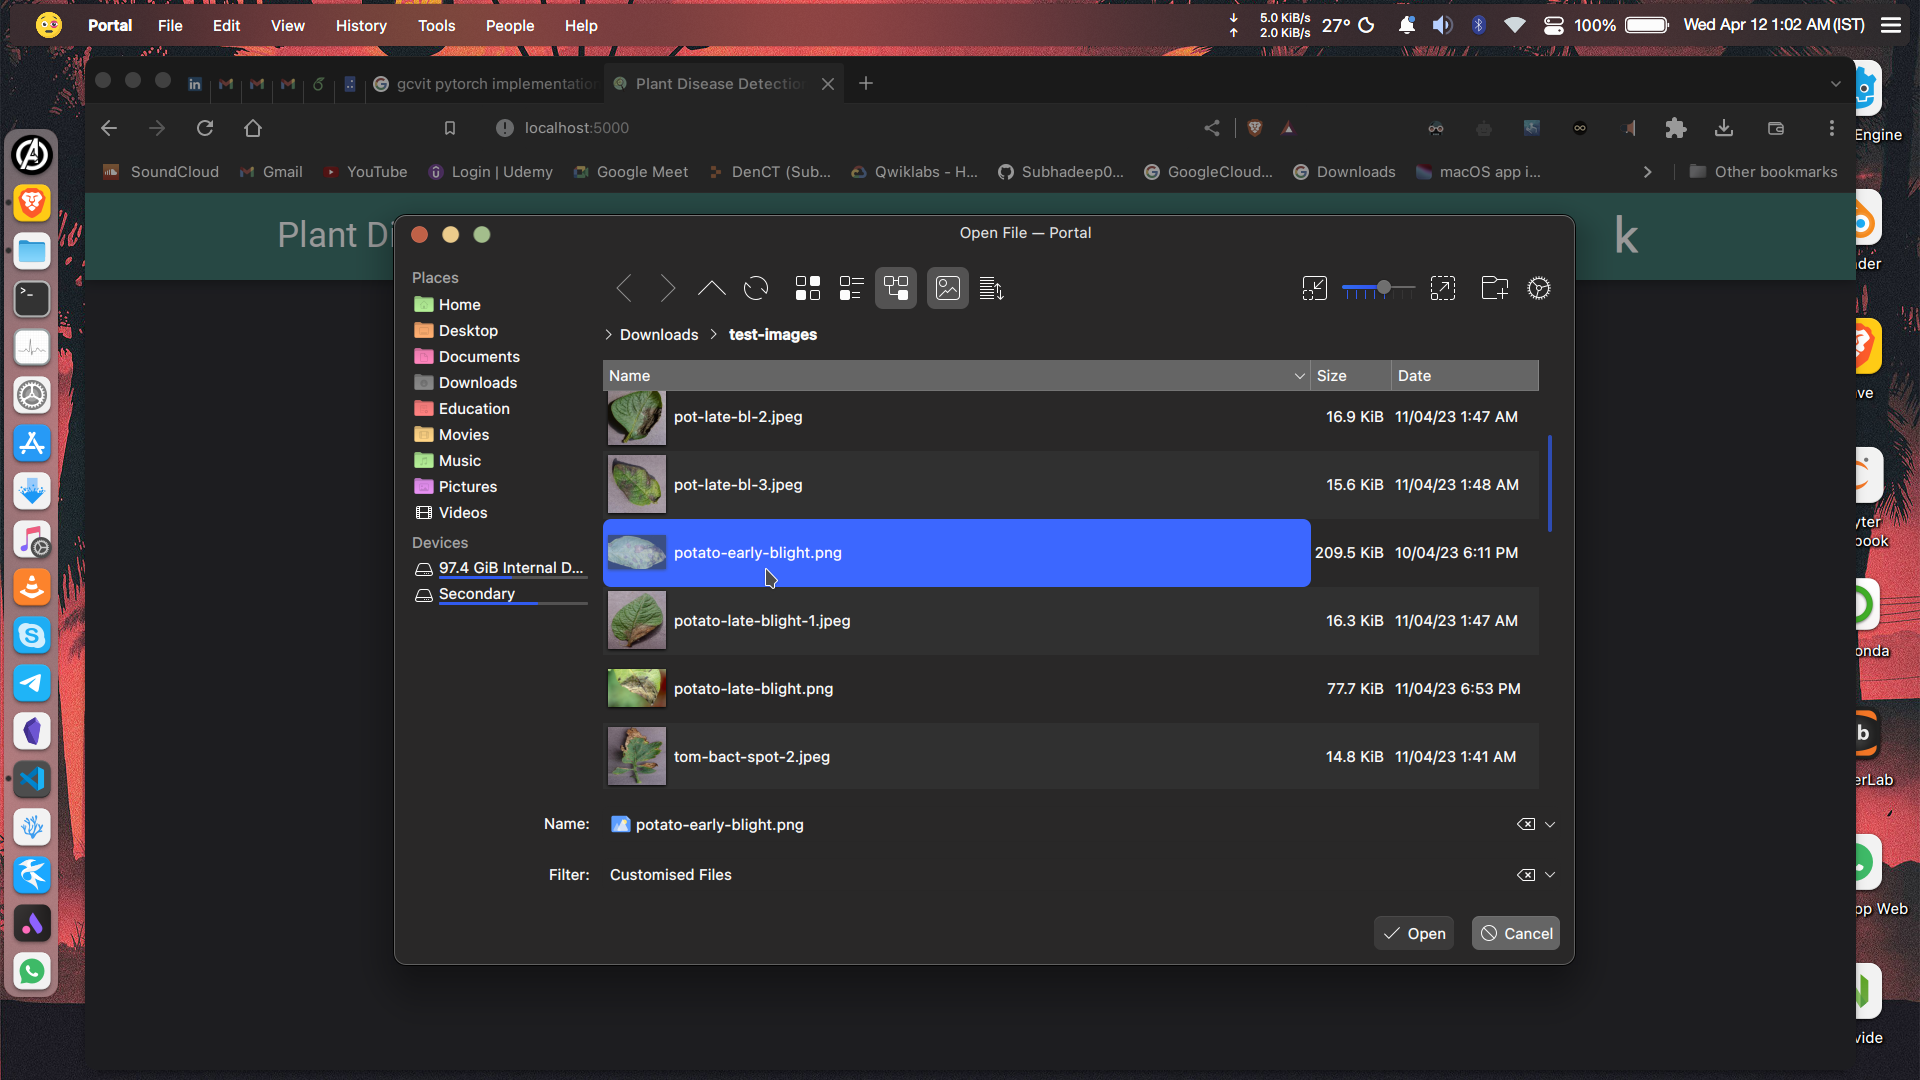 Portal File Edit View History Tools People Help
5.0 KiB/s
2.0 KiB/s
27° 100% Wed Apr 12 1:02 AM (IST)
gcvit pytorch implementatio Plant Disease Detectio
localhost:5000
SoundCloud Gmail YouTube Login | Udemy Google Meet DenCT (Sub... Qwiklabs - H... Subhadeep0... GoogleCloud... Downloads macOS app i... Other bookmarks
Engine
Plant Di k
Open File — Portal
Places
Home
Desktop
Documents
Downloads
Education
Movies
Music
Pictures
Videos
Devices
97.4 GiB Internal D...
Secondary
Downloads test-images
Name Size Date
pot-late-bl-2.jpeg 16.9 KiB 11/04/23 1:47 AM
pot-late-bl-3.jpeg 15.6 KiB 11/04/23 1:48 AM
potato-early-blight.png 209.5 KiB 10/04/23 6:11 PM
potato-late-blight-1.jpeg 16.3 KiB 11/04/23 1:47 AM
potato-late-blight.png 77.7 KiB 11/04/23 6:53 PM
tom-bact-spot-2.jpeg 14.8 KiB 11/04/23 1:41 AM
Name: potato-early-blight.png
Filter: Customised Files
Open Cancel
der
ve
yter
ook
onda
b
erLab
op Web
vide